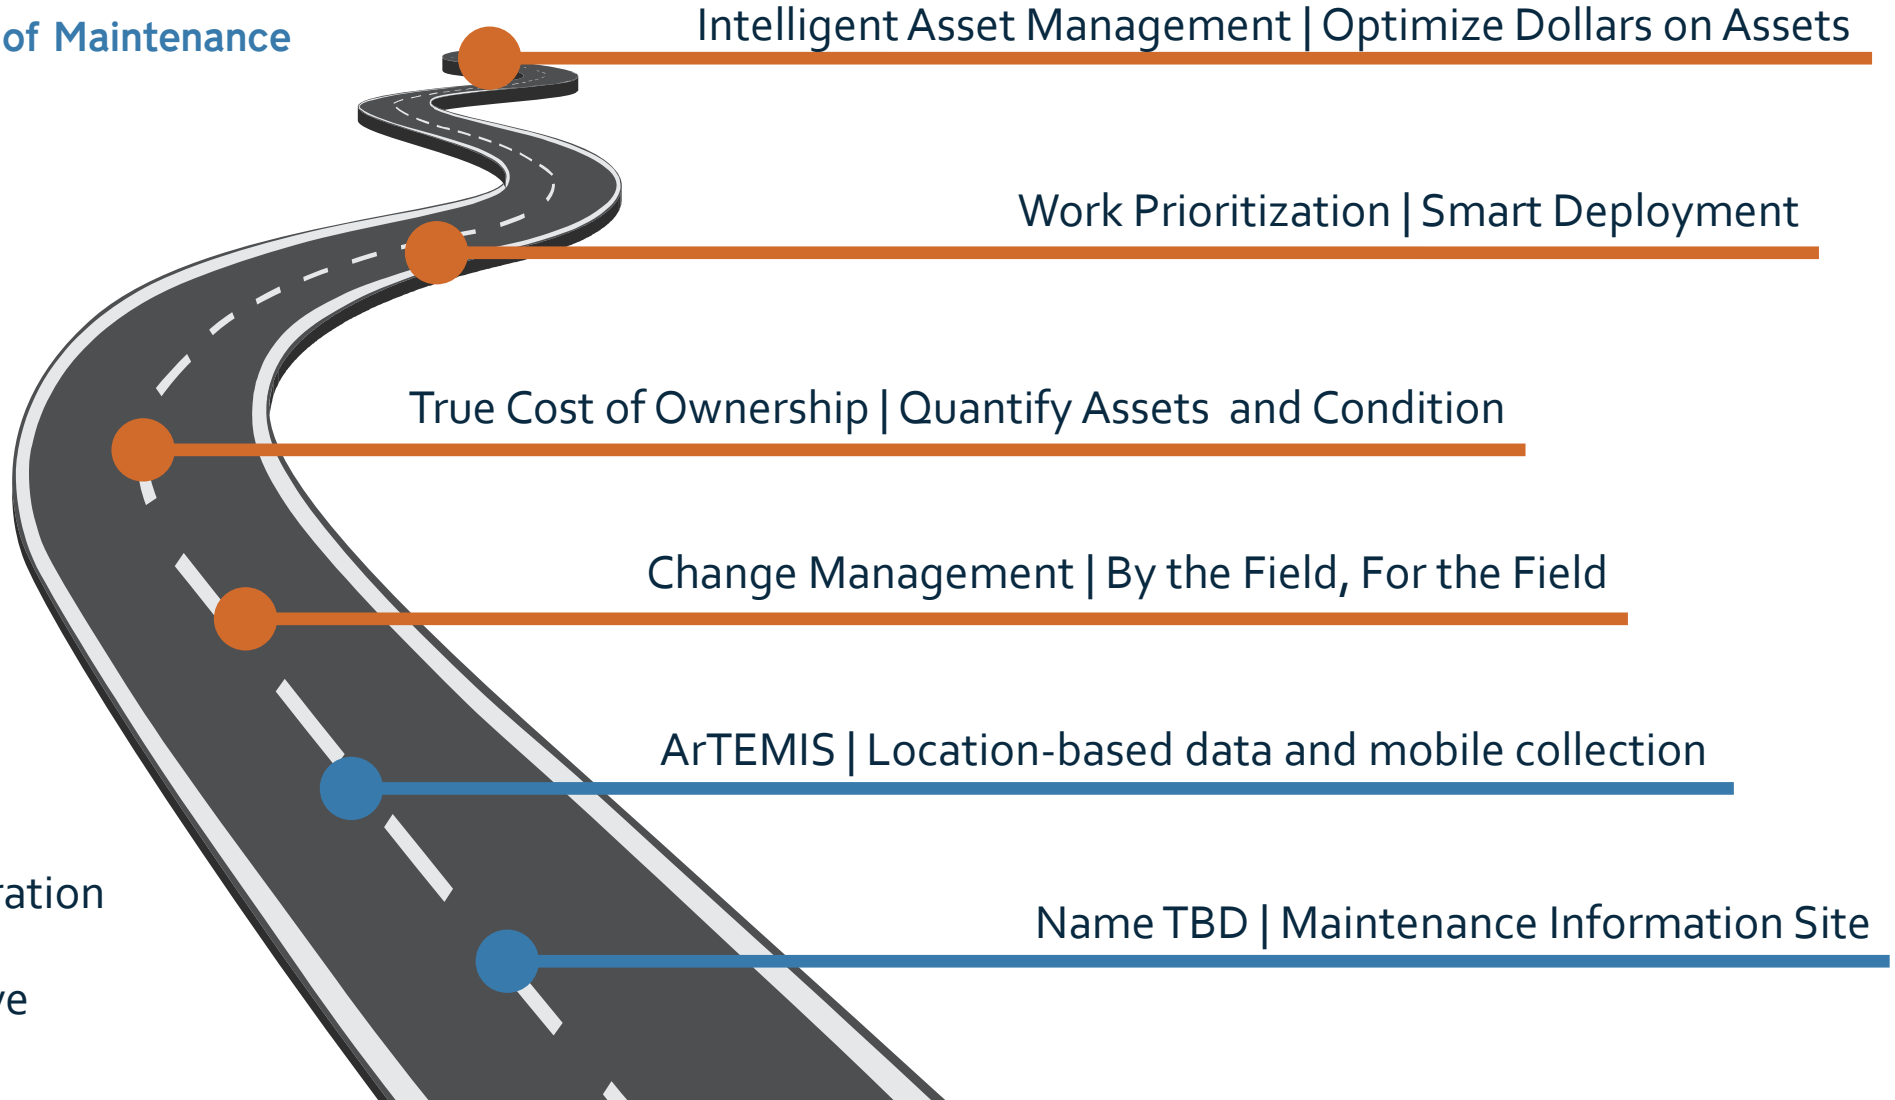 of Maintenance
Intelligent Asset Management | Optimize Dollars on Assets
Work Prioritization | Smart Deployment
True Cost of Ownership | Quantify Assets and Condition
Change Management | By the Field, For the Field
ArTEMIS | Location-based data and mobile collection
Name TBD | Maintenance Information Site